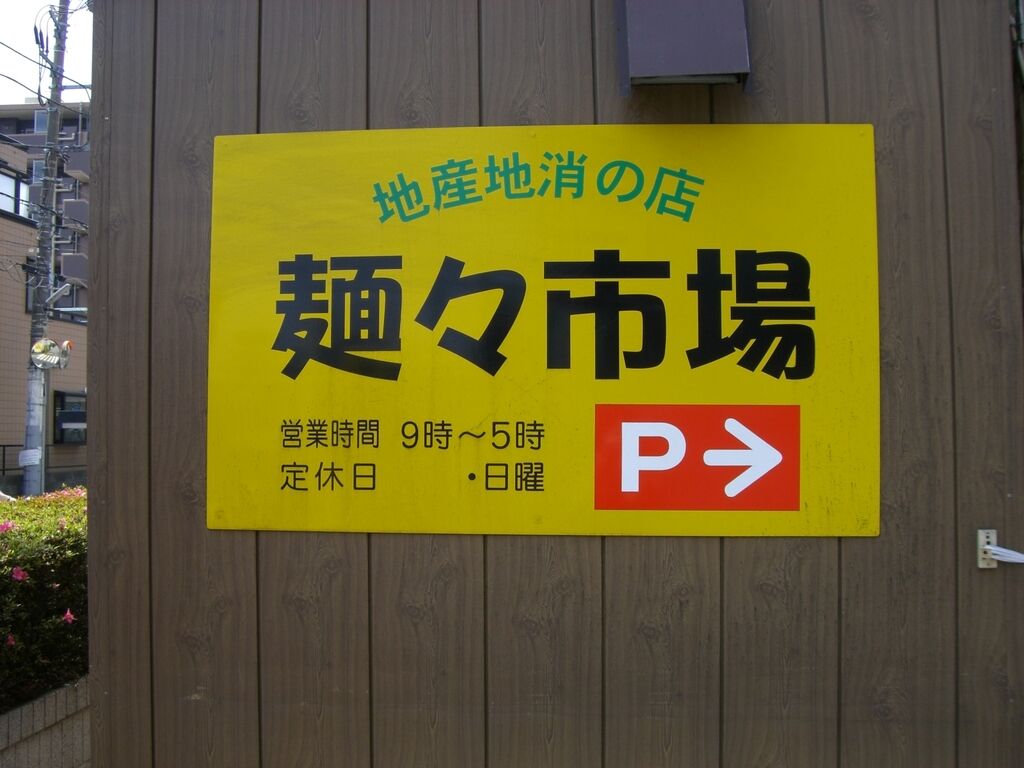 地産地消の店
麺々市場
営業時間 9時～5時
定休日 ・日曜
P→